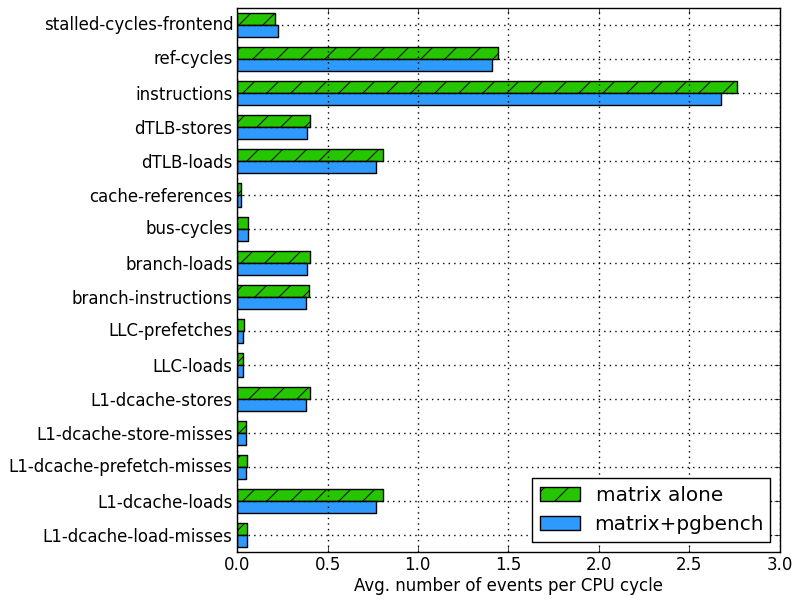 stalled-cycles-frontend
ref-cycles
instructions
dTLB-stores
dTLB-loads
cache-references
bus-cycles
branch-loads
branch-instructions
LLC-prefetches
LLC-loads
L1-dcache-stores
L1-dcache-store-misses
L1-dcache-prefetch-misses
L1-dcache-loads
L1-dcache-load-misses
matrix alone
matrix+pgbench
0.0 0.5 1.0 1.5 2.0 2.5 3.0
Avg. number of events per CPU cycle